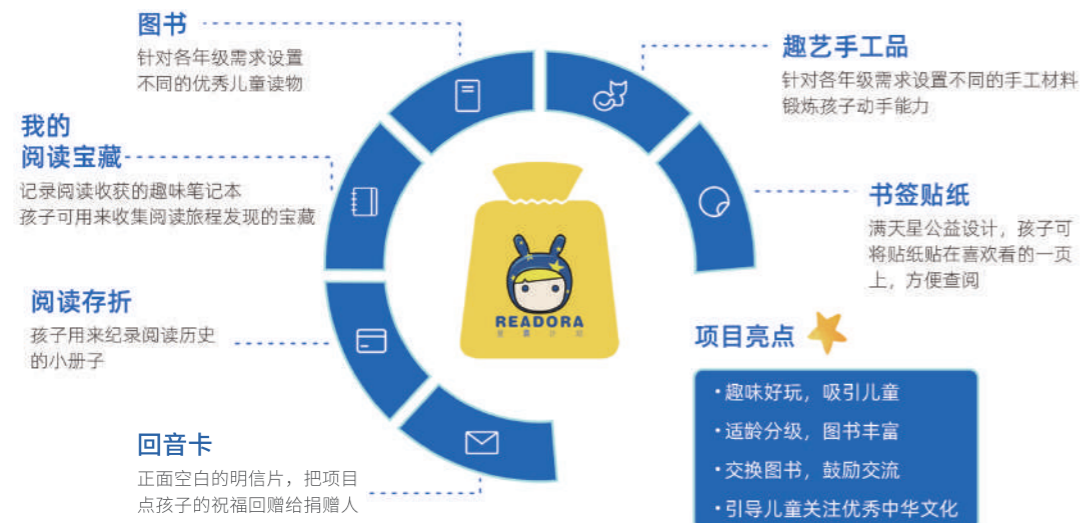 图书
针对各年级需求设置
不同的优秀儿童读物
趣艺手工品
针对各年级需求设置不同的手工材料
锻炼孩子动手能力
我的
阅读宝藏
记录阅读收获的趣味笔记本
孩子可用来收集阅读旅程发现的宝藏
书签贴纸
满天星公益设计，孩子可
将贴纸贴在喜欢看的一页
上，方便查阅
阅读存折
孩子用来纪录阅读历史
的小册子
READORA
回音卡
正面空白的明信片，把项目
点孩子的祝福回赠给捐赠人
项目亮点
·趣味好玩，吸引儿童
·适龄分级，图书丰富
·交换图书，鼓励交流
·引导儿童关注优秀中华文化